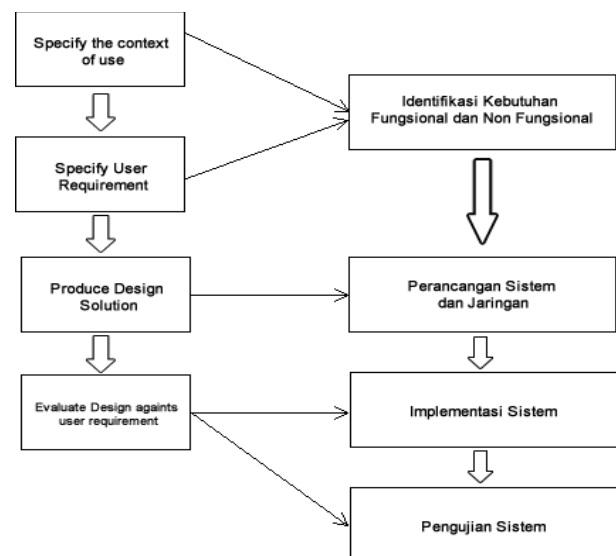 Specify the context
of use
Identifikasi Kebutuhan
Fungsional dan Non Fungsional
Specify User
Requirement
Produce Design
Solution
Perancangan Sistem
dan Jaringan
Evaluate Design againts
user requirement
Implementasi Sistem
Pengujian Sistem